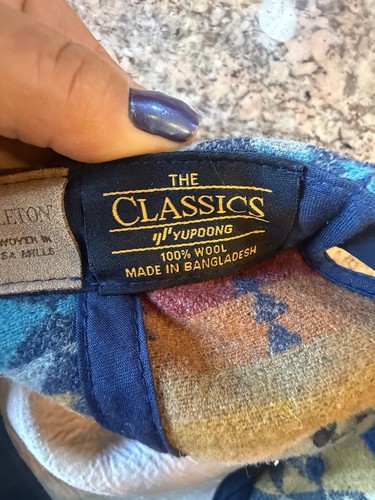 LETON
WOVEN IN
SA MILLS
THE
CLASSICS
YUPOONG
100% WOOL
MADE IN BANGLADESH